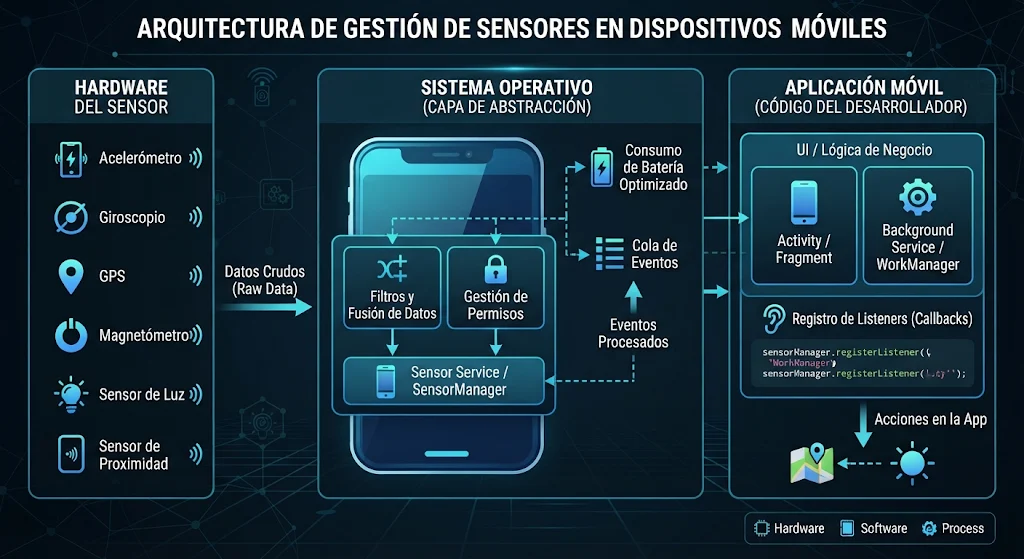 ARQUITECTURA DE GESTIÓN DE SENSORES EN DISPOSITIVOS MÓVILES
HARDWARE
DEL SENSOR
Acelerómetro
Giroscopio
GPS
Magnetómetro
Sensor de Luz
Sensor de
Proximidad
Datos Crudos
(Raw Data)
SISTEMA OPERATIVO
(CAPA DE ABSTRACCIÓN)
Filtros y
Fusión de Datos
Gestión de
Permisos
Sensor Service /
SensorManager
Consumo
de Batería
Optimizado
Cola de
Eventos
Eventos
Procesados
APLICACIÓN MÓVIL
(CÓDIGO DEL DESARROLLADOR)
UI / Lógica de Negocio
Activity /
Fragment
Background
Service /
WorkManager
Registro de Listeners (Callbacks)
sensorManager.registerListener(
sensorManager.registerListener(
Acciones en la App
Hardware
Software
Process